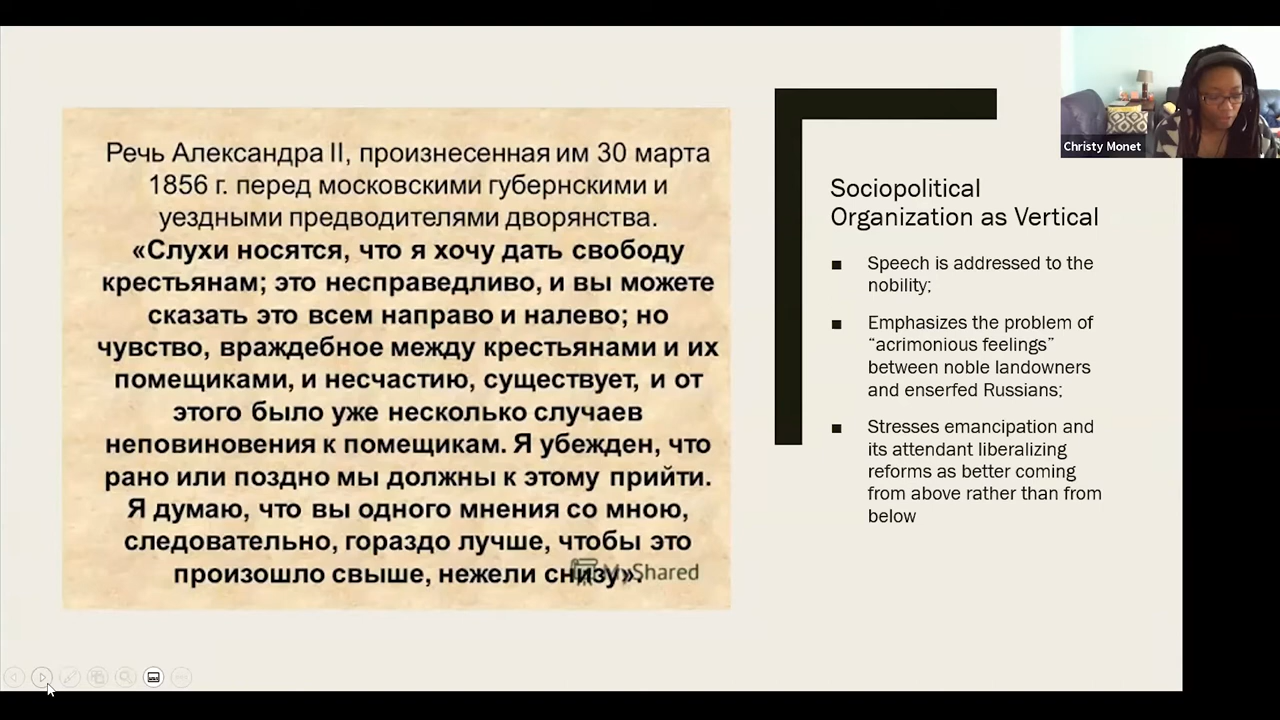 Речь Александра II, произнесенная им 30 марта
1856 г. перед московскими губернскими и
уездными предводителями дворянства.
«Слухи носятся, что я хочу дать свободу
крестьянам; это несправедливо, и вы можете
сказать это всем направо и налево; но
чувство, враждебное между крестьянами и их
помещиками, и несчастию, существует, и от
этого было уже несколько случаев
неповиновения к помещикам. Я убежден, что
рано или поздно мы должны к этому прийти.
Я думаю, что вы одного мнения со мною,
следовательно, гораздо лучше, чтобы это
произошло свыше, нежели снизу».
MyShared
Sociopolitical
Organization as Vertical
■ Speech is addressed to the
nobility;
■ Emphasizes the problem of
“acrimonious feelings”
between noble landowners
and enserfed Russians;
■ Stresses emancipation and
its attendant liberalizing
reforms as better coming
from above rather than from
below
Christy Monet